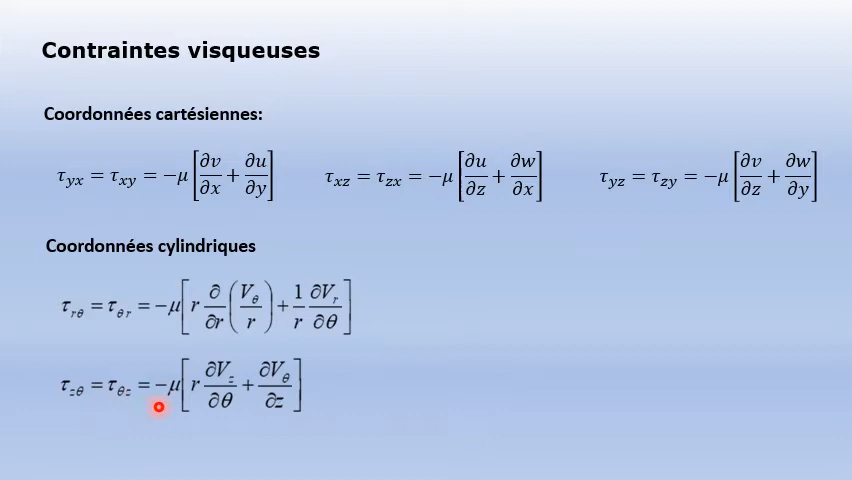 Contraintes visqueuses
Coordonnées cartésiennes:
τ_yx = τ_xy = −μ [∂v/∂x + ∂u/∂y] τ_xz = τ_zx = −μ [∂u/∂z + ∂w/∂x] τ_yz = τ_zy = −μ [∂v/∂z + ∂w/∂y]
Coordonnées cylindriques
τ_rθ = τ_θr = −μ [r ∂/∂r (V_θ/r) + 1/r ∂V_r/∂θ]
τ_zθ = τ_θz = −μ [r ∂V_z/∂θ + ∂V_θ/∂z]